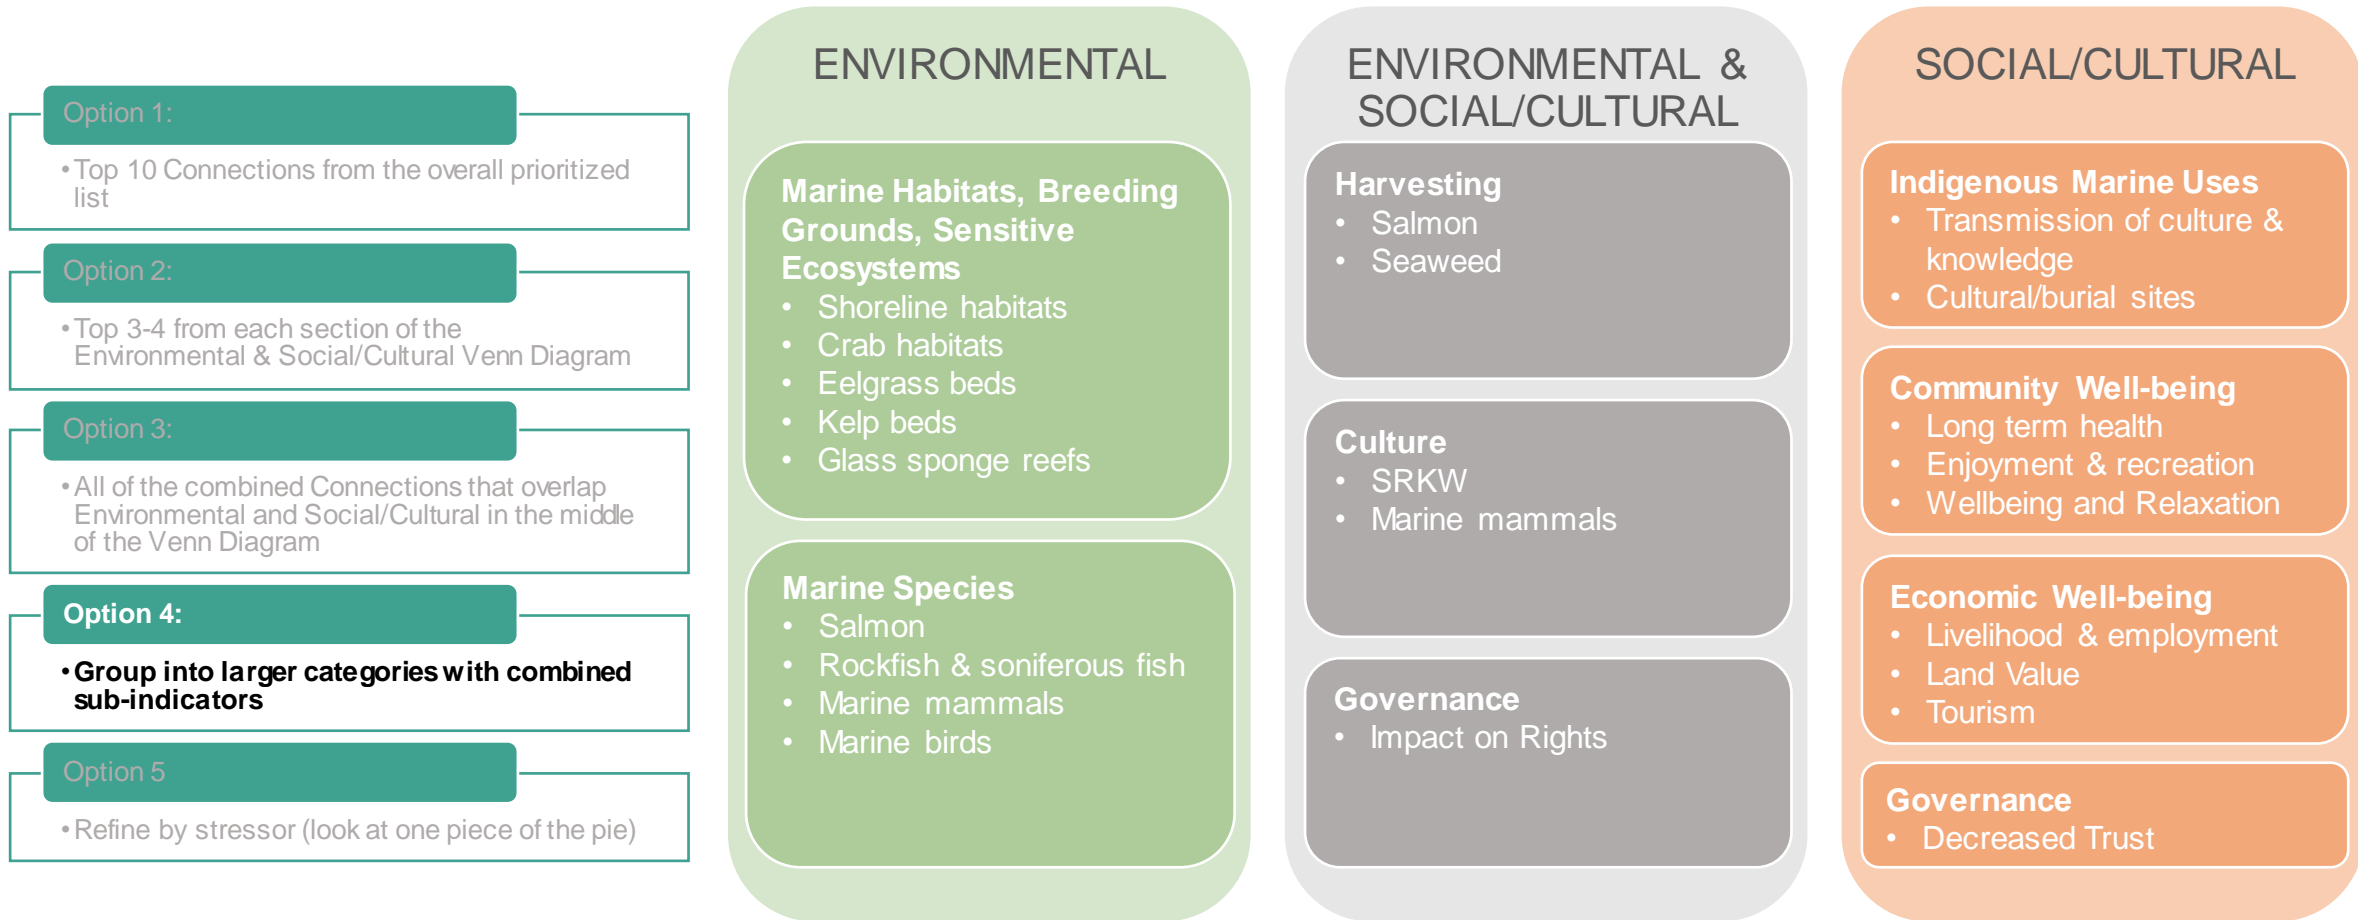 Option 1:
•Top 10 Connections from the overall prioritized
list
Option 2:
•Top 3-4 from each section of the
Environmental & Social/Cultural Venn Diagram
Option 3:
•All of the combined Connections that overlap
Environmental and Social/Cultural in the middle
of the Venn Diagram
Option 4:
•Group into larger categories with combined
sub-indicators
Option 5
•Refine by stressor (look at one piece of the pie)
ENVIRONMENTAL
Marine Habitats, Breeding
Grounds, Sensitive
Ecosystems
• Shoreline habitats
• Crab habitats
• Eelgrass beds
• Kelp beds
• Glass sponge reefs
Marine Species
• Salmon
• Rockfish & soniferous fish
• Marine mammals
• Marine birds
ENVIRONMENTAL &
SOCIAL/CULTURAL
Harvesting
• Salmon
• Seaweed
Culture
• SRKW
• Marine mammals
Governance
• Impact on Rights
SOCIAL/CULTURAL
Indigenous Marine Uses
• Transmission of culture &
knowledge
• Cultural/burial sites
Community Well-being
• Long term health
• Enjoyment & recreation
• Wellbeing and Relaxation
Economic Well-being
• Livelihood & employment
• Land Value
• Tourism
Governance
• Decreased Trust